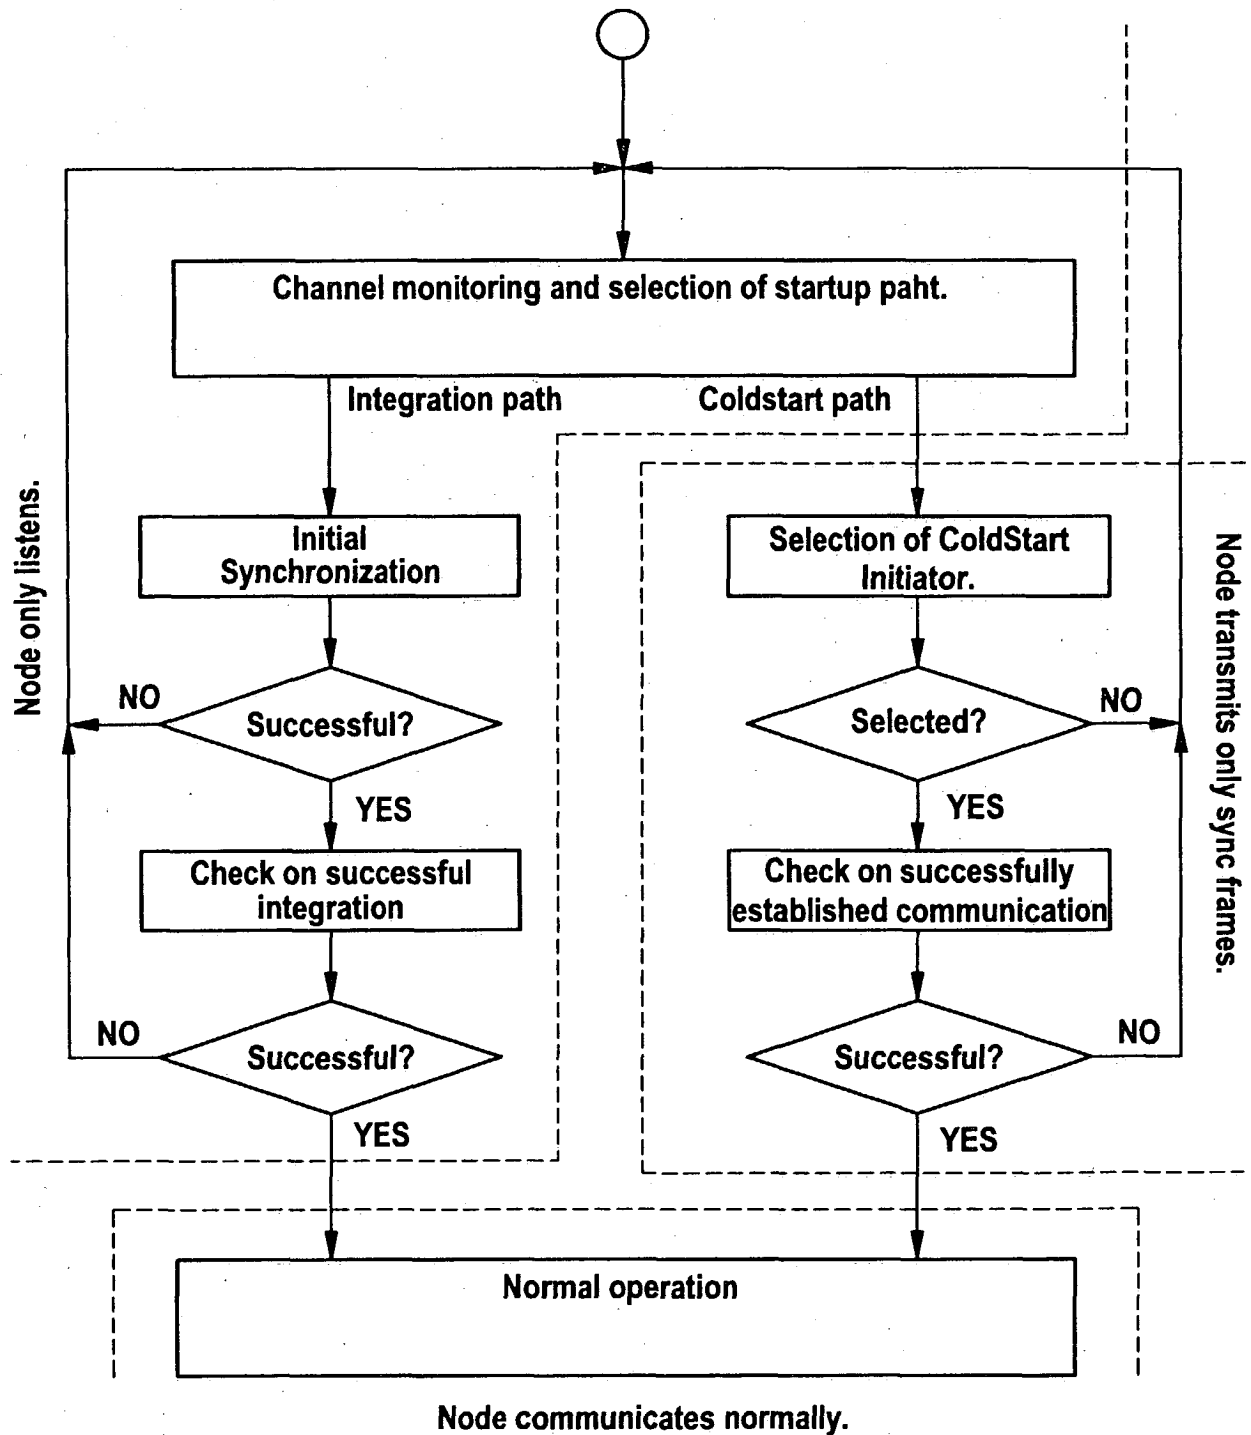 Channel monitoring and selection of startup paht.
Integration path
Coldstart path
Node only listens.
Initial
Synchronization
Selection of ColdStart
Initiator.
Node transmits only sync frames.
NO
Successful?
Selected?
NO
YES
YES
Check on successful
integration
Check on successfully
established communication
NO
Successful?
Successful?
NO
YES
YES
Normal operation
Node communicates normally.